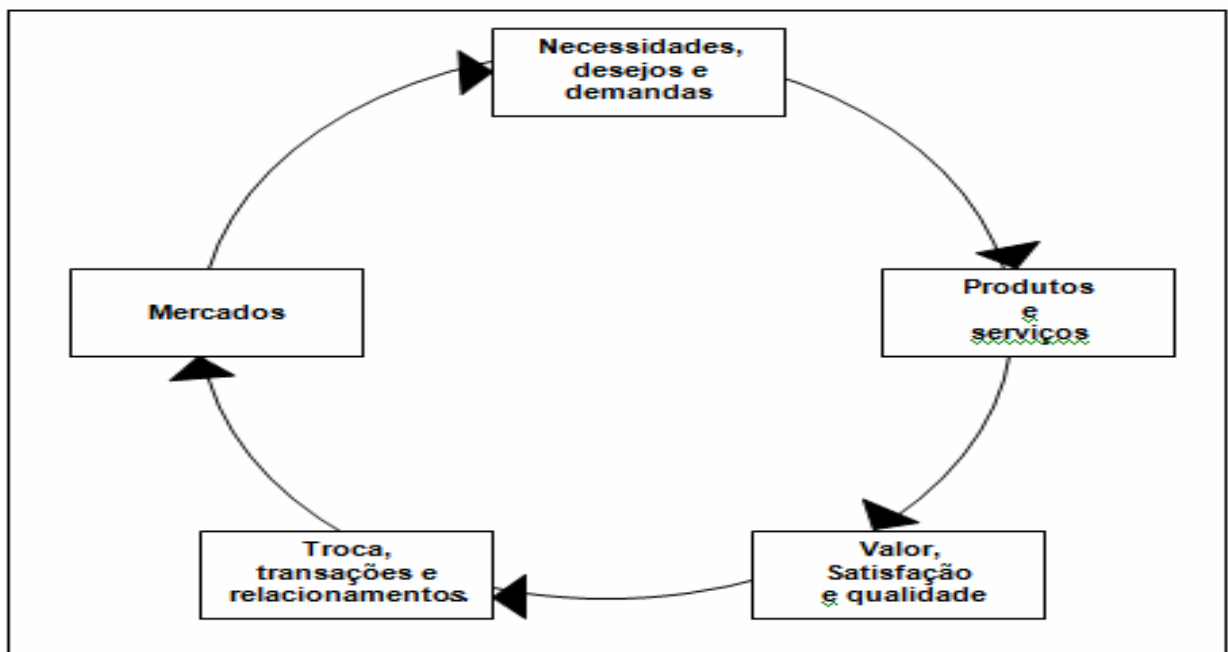 Necessidades,
desejos e
demandas
Mercados
Produtos
e
serviços
Troca,
transações e
relacionamentos.
Valor,
Satisfação
e qualidade